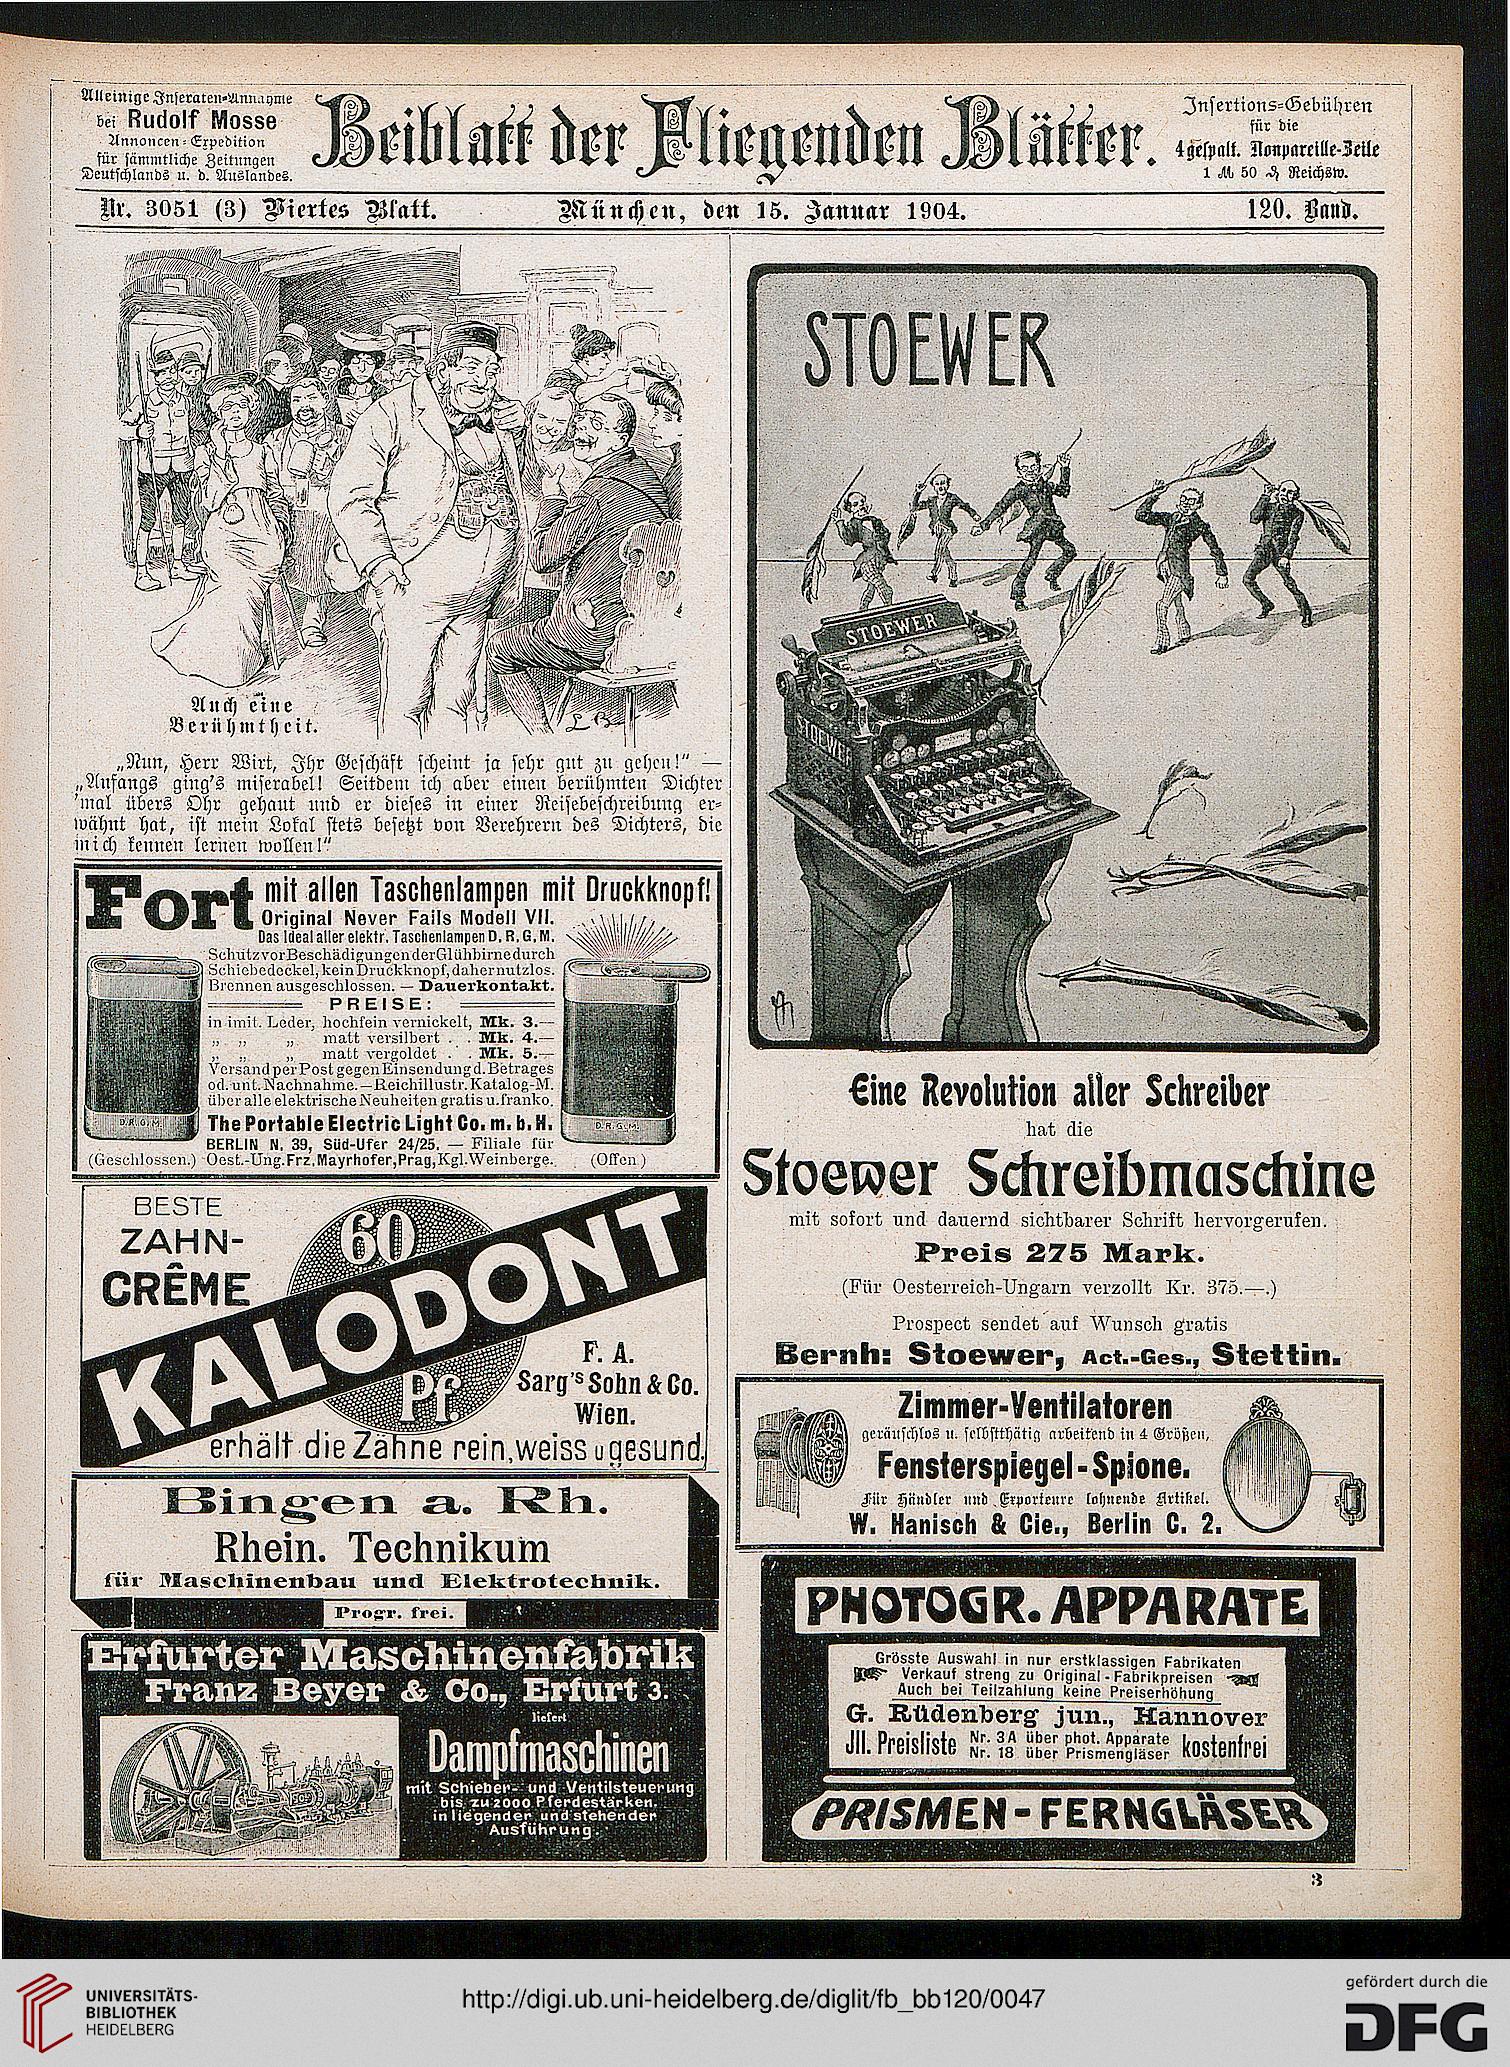 Alleinige Inseraten-Annahme
bei Rudolf Mosse
Annoncen-Expedition
für sämmtliche Zeitungen
Deutschlands u. d. Auslandes.
Beiblatt der Fliegenden Blätter.
Insertions-Gebühren
für die
4gespalt. Nonpareille-Zeile
1 ℳ 50 ₰ Reichsw.
Nr. 3051 (3) Viertes Blatt.
München, den 15. Januar 1904.
120. Band.
Auch eine
Berühmtheit.
„Nun, Herr Wirt, Ihr Geschäft scheint ja sehr gut zu gehen!“ —
„Anfangs ging's miserabel! Seitdem ich aber einen berühmten Dichter
'mal übers Ohr gehaut und er dieses in einer Reisebeschreibung er-
wähnt hat, ist mein Lokal stets besetzt von Verehrern des Dichters, die
mich kennen lernen wollen!“
Fort mit allen Taschenlampen mit Druckknopf!
Original Never Fails Modell VII.
Das Ideal aller elektr. Taschenlampen D. R. G. M.
Schutz vor Beschädigungen der Glühbirne durch
Schiebedeckel, kein Druckknopf, daher nutzlos.
Brennen ausgeschlossen. — Dauerkontakt.
PREISE:
in imit. Leder, hochfein vernickelt, Mk. 3.—
„ „ „ matt versilbert . . Mk. 4.—
„ „ „ matt vergoldet . . Mk. 5.—
Versand per Post gegen Einsendung d. Betrages
od. unt. Nachnahme. — Reichillustr. Katalog-M.
über alle elektrische Neuheiten gratis u. franko.
The Portable Electric Light Co. m. b. H.
BERLIN N. 39, Süd-Ufer 24/25. — Filiale für
Oest.-Ung. Frz. Mayrhofer, Prag, Kgl. Weinberge.
D.R.G.M.
(Geschlossen.)
D.R.G.M.
(Offen.)
BESTE
ZAHN-
CRÊME
60
KALODONT
Pf.
F. A.
Sarg's Sohn & Co.
Wien.
erhält die Zähne rein, weiss u gesund.
Bingen a. Rh.
Rhein. Technikum
für Maschinenbau und Elektrotechnik.
Progr. frei.
Erfurter Maschinenfabrik
Franz Beyer & Co., Erfurt 3.
liefert
Dampfmaschinen
mit Schieber- und Ventilsteuerung
bis zu 2000 Pferdestärken.
in liegender und stehender
Ausführung.
STOEWER
STOEWER
STOEWER
Eine Revolution aller Schreiber
hat die
Stoewer Schreibmaschine
mit sofort und dauernd sichtbarer Schrift hervorgerufen.
Preis 275 Mark.
(Für Oesterreich-Ungarn verzollt Kr. 375.—.)
Prospect sendet auf Wunsch gratis
Bernh: Stoewer, Act.-Ges., Stettin.
Zimmer-Ventilatoren
geräuschlos u. selbstthätig arbeitend in 4 Größen,
Fensterspiegel-Spione.
Für Händler und Exporteure lohnende Artikel.
W. Hanisch & Cie., Berlin C. 2.
PHOTOGR. APPARATE
Grösste Auswahl in nur erstklassigen Fabrikaten
Verkauf streng zu Original-Fabrikpreisen
Auch bei Teilzahlung keine Preiserhöhung
G. Rüdenberg jun., Hannover
Jll. Preisliste Nr. 3A über phot. Apparate kostenfrei
Nr. 18 über Prismengläser
PRISMEN-FERNGLÄSER
3
UNIVERSITÄTS-
BIBLIOTHEK
HEIDELBERG
http://digi.ub.uni-heidelberg.de/diglit/fb_bb120/0047
gefördert durch die
DFG